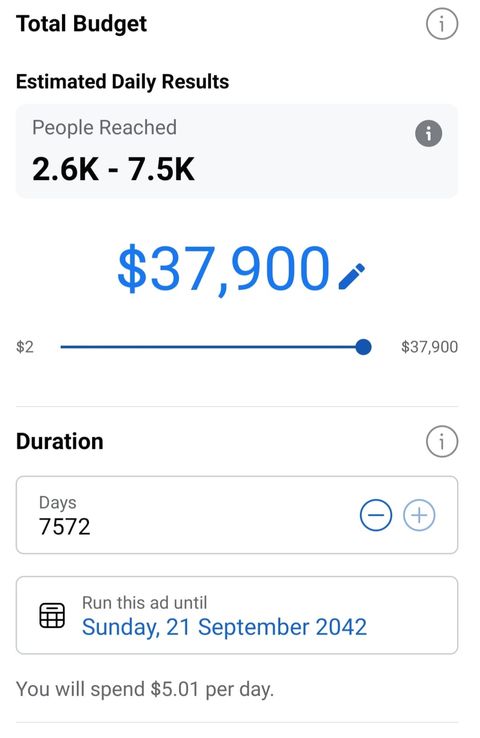 Total Budget
Estimated Daily Results
People Reached
2.6K - 7.5K
$37,900
$2
$37,900
Duration
Days
7572
Run this ad until
Sunday, 21 September 2042
You will spend $5.01 per day.